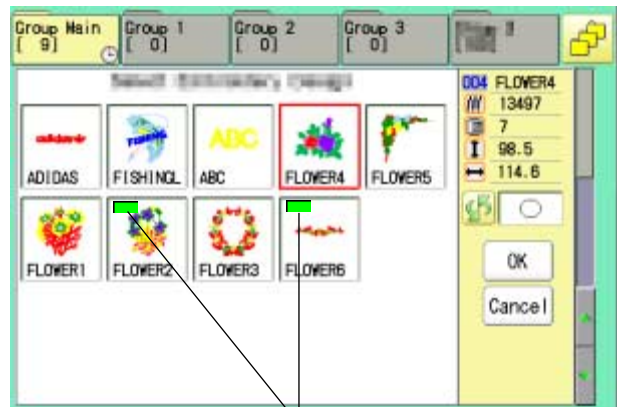 Group Main
[ 9]
Group 1
[ 0]
Group 2
[ 0]
Group 3
[ 0]
004 FLOWER4
13497
7
98.5
114.6
ADIDAS
FISHINGL
ABC
ABC
FLOWER4
FLOWER5
FLOWER1
FLOWER2
FLOWER3
FLOWER6
OK
Cancel